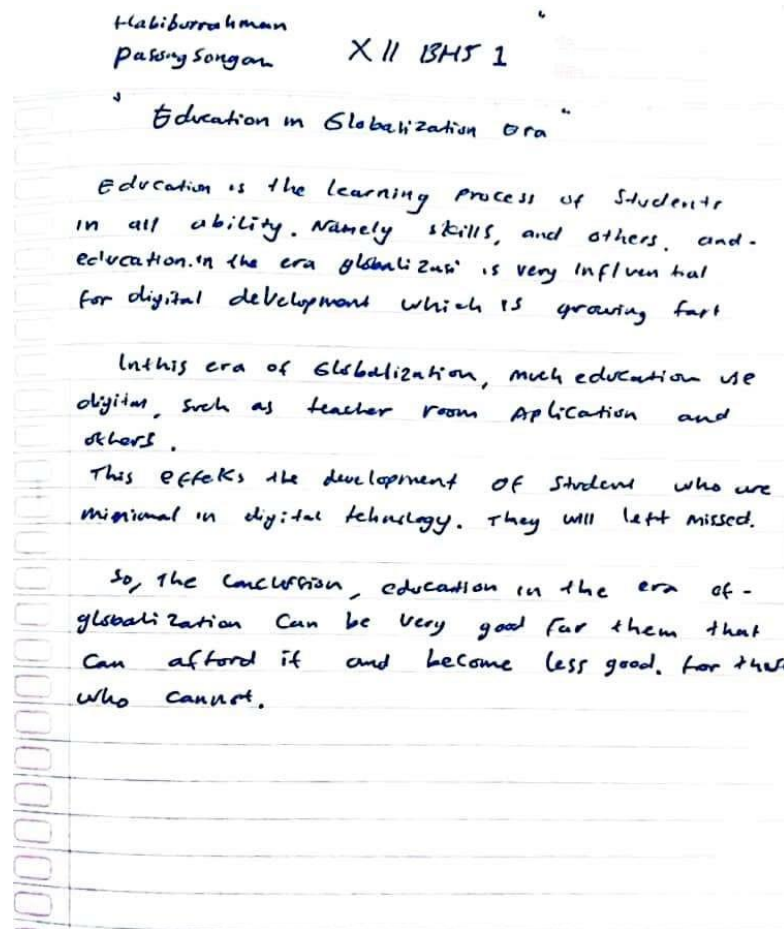 Habiburrahman
Passing Songan XII BHS 1
"Education in Globalization Era"
Education is the learning Process of Students
in all ability. Namely skills, and others. and-
education.in the era globalizasi is very Influential
for digital development which is growing fast
Inthis era of Globalization, much education use
digital, such as teacher room Aplication and
others.
This effeks the development of Student who are
minimal in digital tehnology. They will left missed.
So, the conclussion, education in the era of-
globalization Can be Very good For them that
Can afford it and become less good. for those
who cannot.